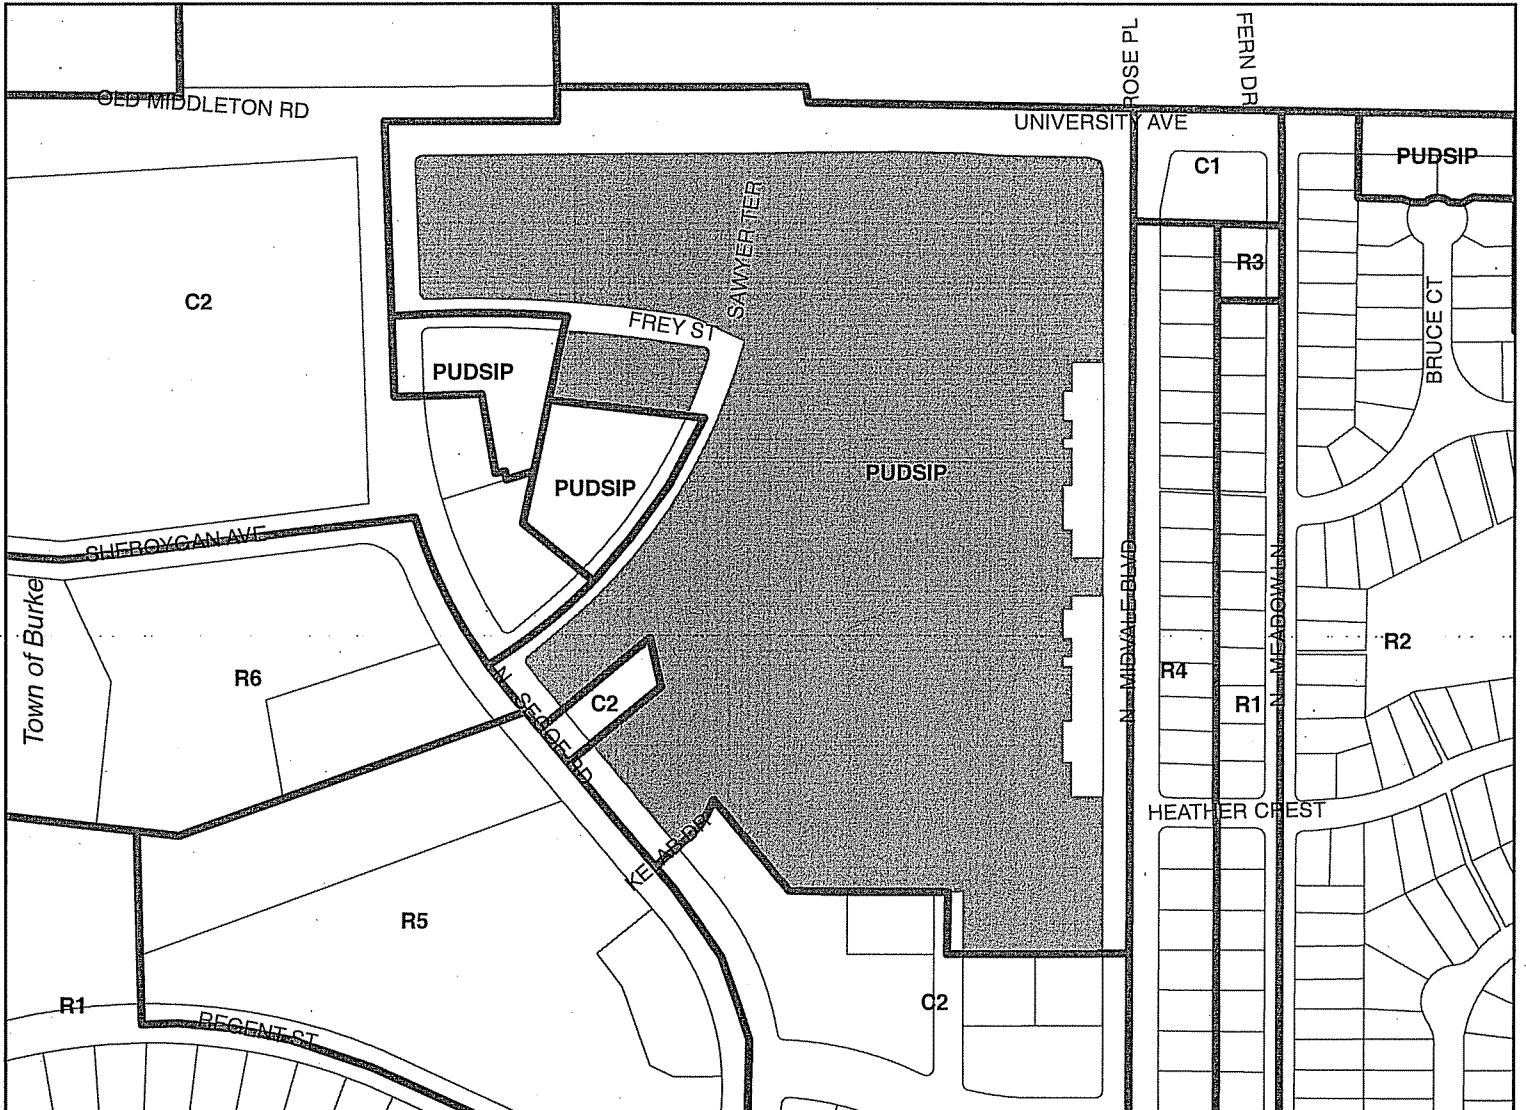 ROSE PL
FERN DR
OLD MIDDLETON RD
UNIVERSITY AVE
C1
PUDSIP
SAWYER TER
R3
C2
FREY ST
BRUCE CT
PUDSIP
PUDSIP
PUDSIP
SHEBOYGAN AVE
N MIDVALE BLVD
N MEADOW LN
Town of Burke
R6
R2
R4
C2
R1
N SEGOE RD
HEATHER CREST
KELAB DR
R5
C2
R1
REGENT ST